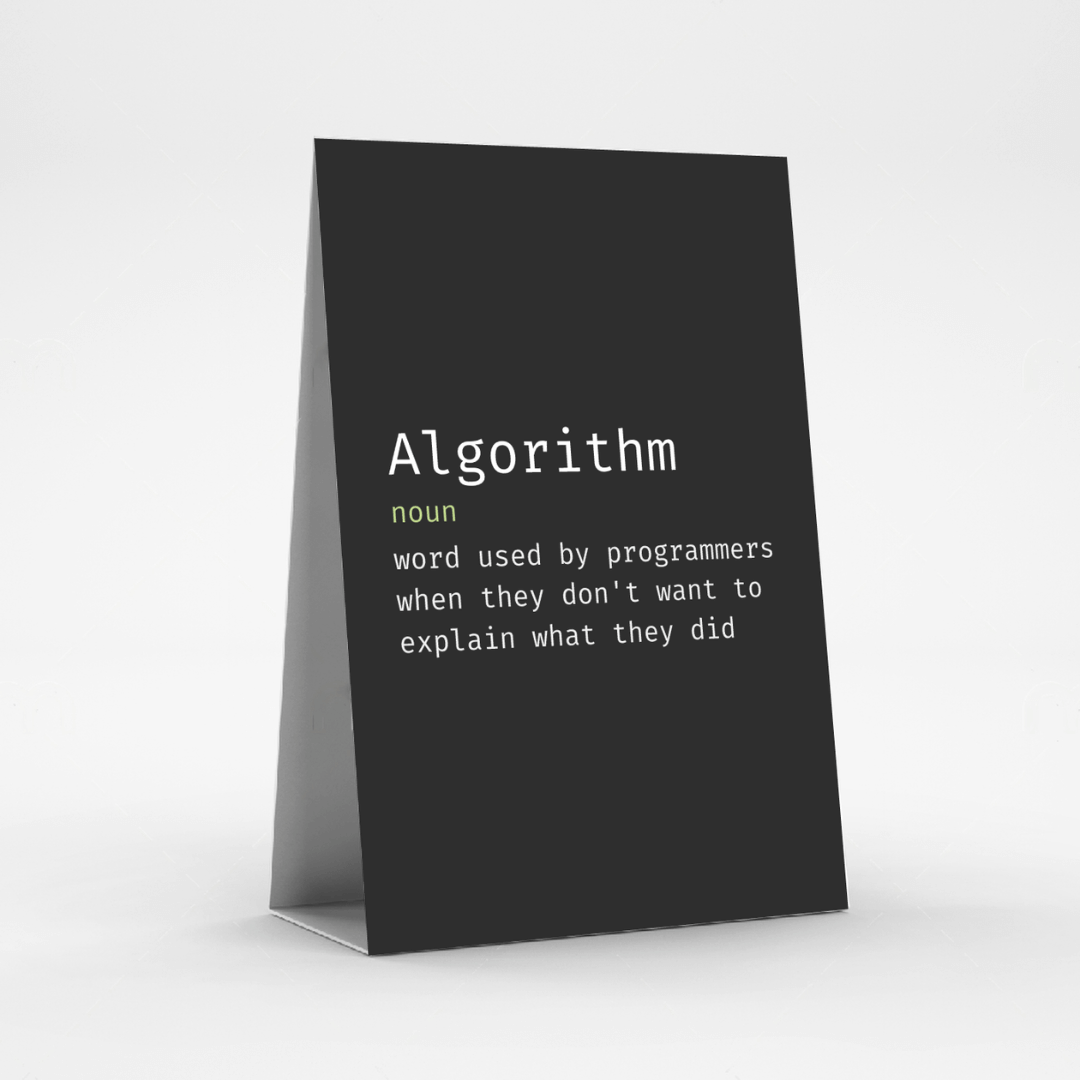 Algorithm
noun
word used by programmers
when they don't want to
explain what they did